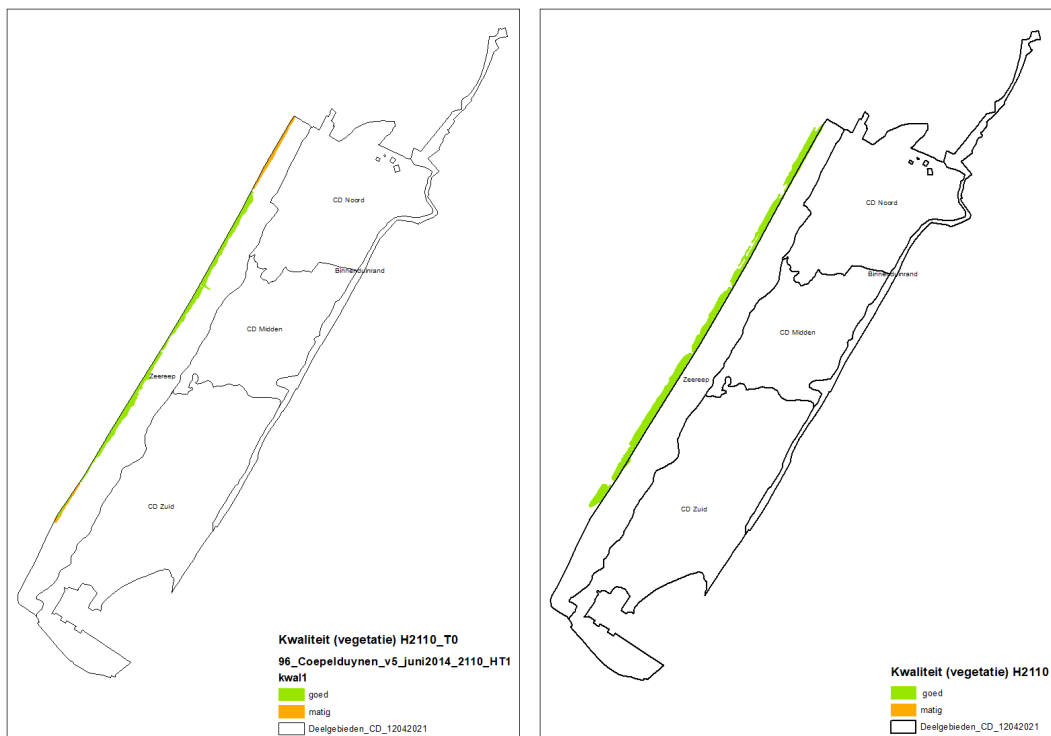 CD Noord
Binnenduinrand
CD Midden
Zeereep
CD Zuid
Kwaliteit (vegetatie) H2110_T0
96_Coepelduynen_v5_juni2014_2110_HT1
kwal1
goed
matig
Deelgebieden_CD_12042021
CD Noord
Binnenduinrand
CD Midden
Zeereep
CD Zuid
Kwaliteit (vegetatie) H2110
goed
matig
Deelgebieden_CD_12042021